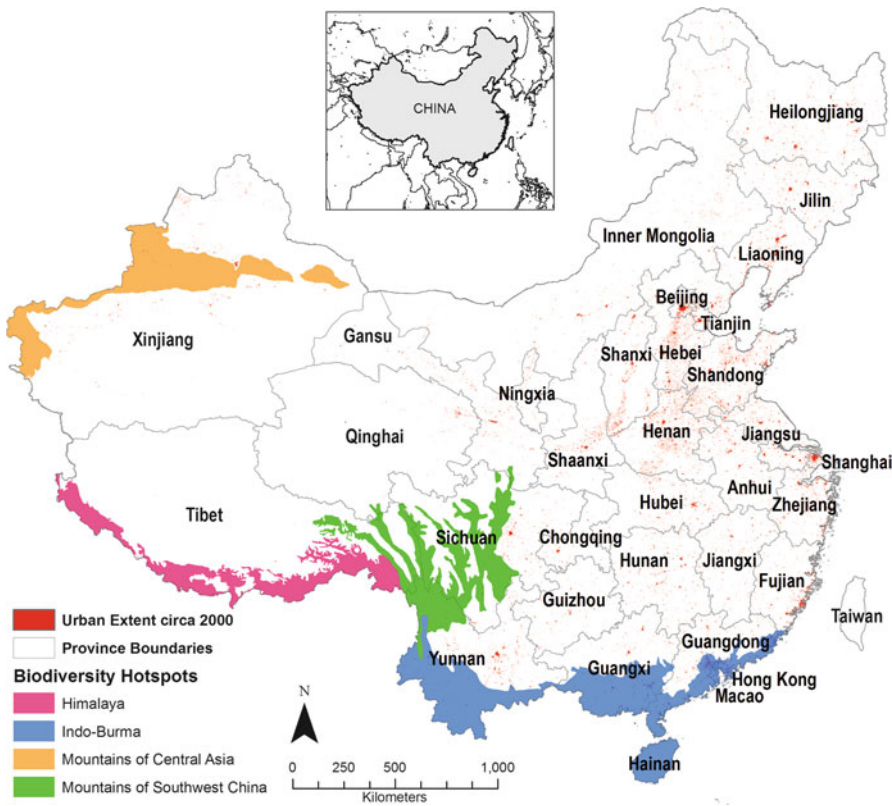 CHINA
Heilongjiang
Jilin
Inner Mongolia
Liaoning
Beijing
Tianjin
Xinjiang
Gansu
Shanxi
Hebei
Shandong
Ningxia
Qinghai
Henan
Jiangsu
Shaanxi
Shanghai
Tibet
Anhui
Hubei
Zhejiang
Sichuan
Chongqing
Hunan
Jiangxi
Fujian
Guizhou
Taiwan
Guangdong
Yunnan
Guangxi
Hong Kong
Macao
Hainan
Urban Extent circa 2000
Province Boundaries
Biodiversity Hotspots
Himalaya
Indo-Burma
Mountains of Central Asia
Mountains of Southwest China
N
0 250 500 1,000
Kilometers